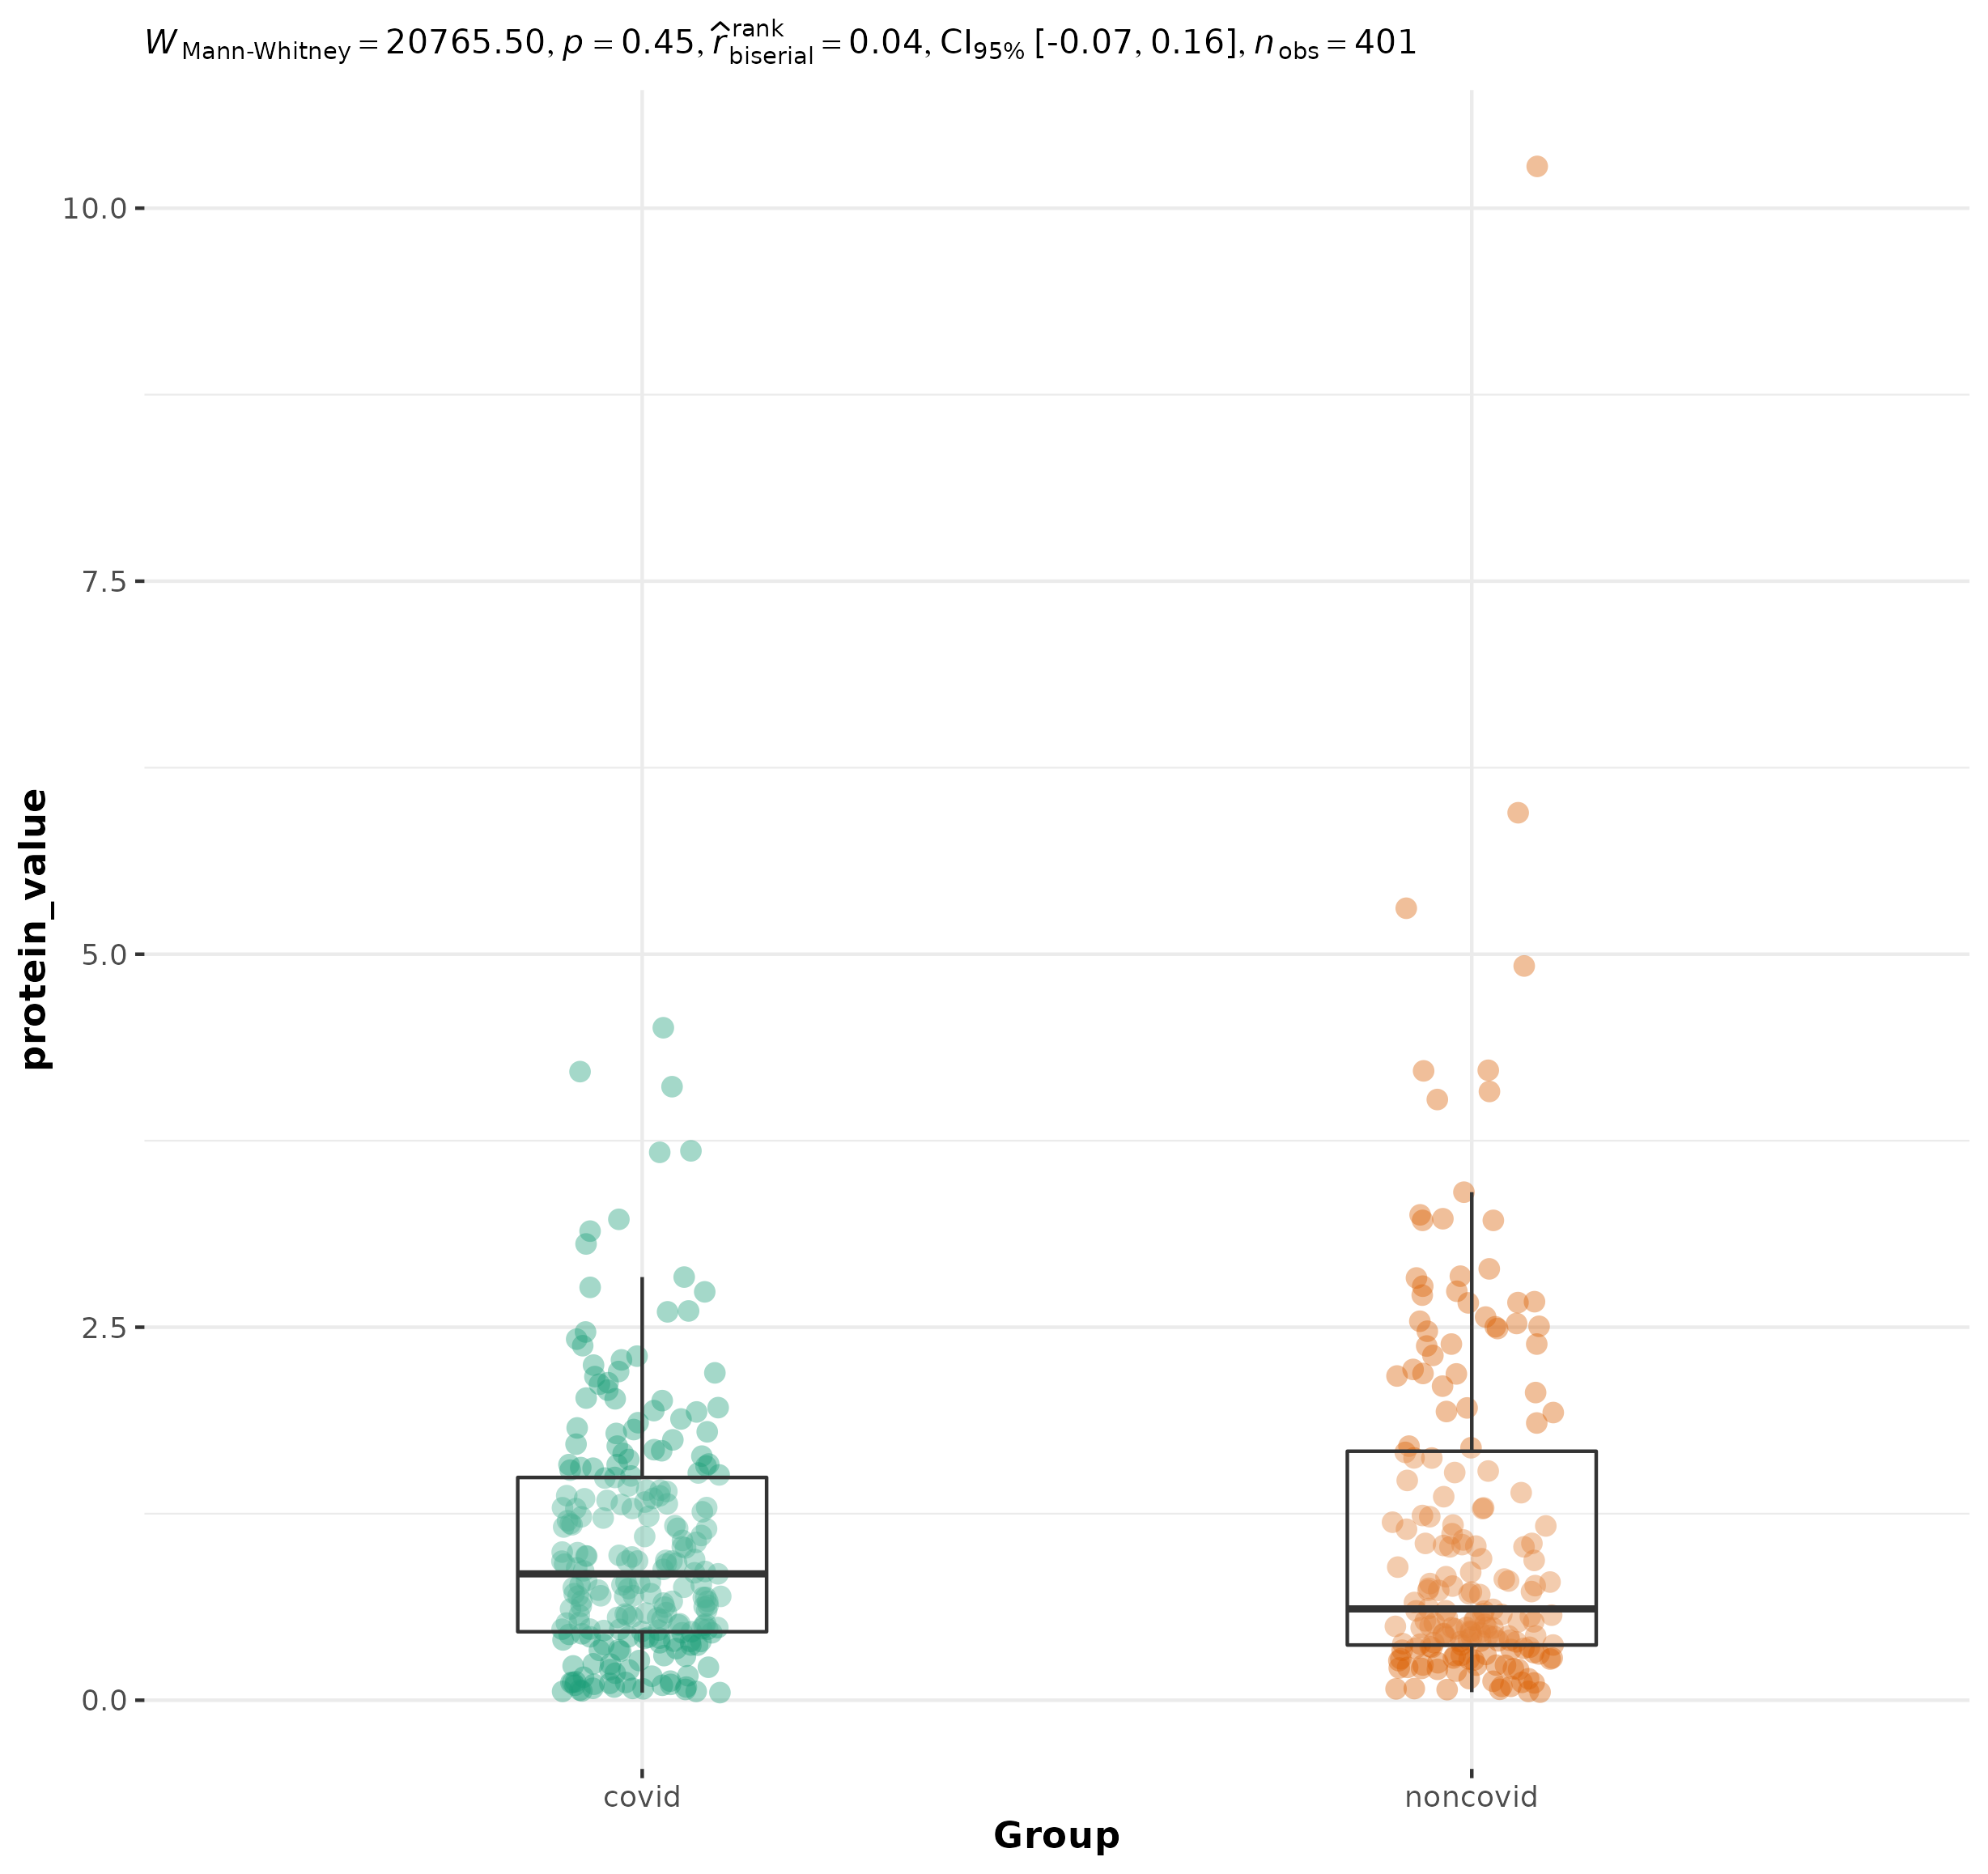 W Mann-Whitney = 20765.50, p = 0.45, r̂ rank biserial = 0.04, CI95% [-0.07, 0.16], n obs = 401
10.0
7.5
5.0
2.5
0.0
protein_value
covid noncovid
Group